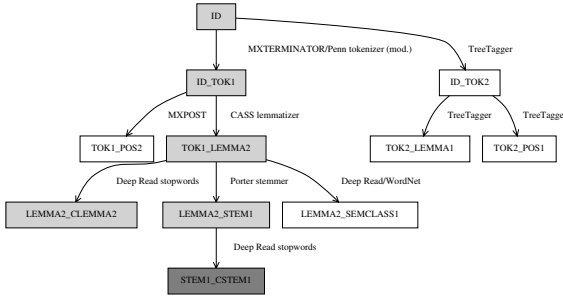 ID
MXTERMINATOR/Penn tokenizer (mod.)
TreeTagger
ID_TOK1
ID_TOK2
MXPOST
CASS lemmatizer
TreeTagger
TreeTagge
TOK1_POS2
TOK1_LEMMA2
TOK2_LEMMA1
TOK2_POS1
Deep Read stopwords
Porter stemmer
Deep Read/WordNet
LEMMA2_CLEMMA2
LEMMA2_STEM1
LEMMA2_SEMCLASS1
Deep Read stopwords
STEM1_CSTEM1